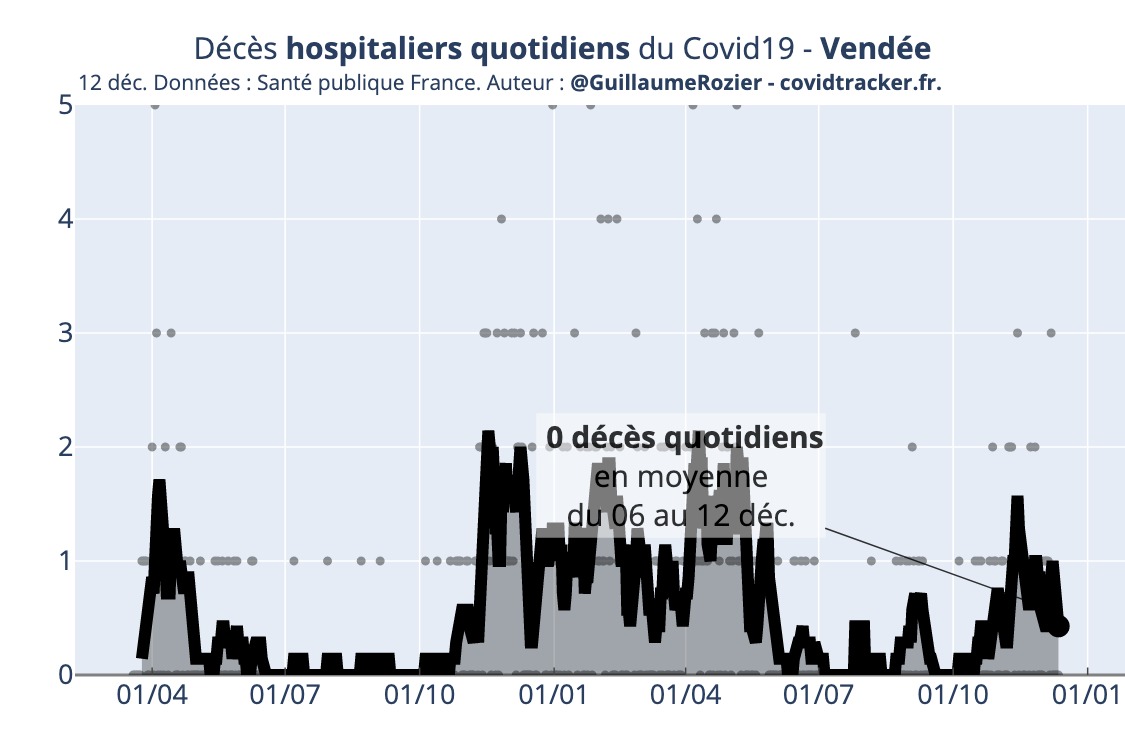 Décès hospitaliers quotidiens du Covid19 - Vendée
12 déc. Données : Santé publique France. Auteur : @GuillaumeRozier - covidtracker.fr.
5
4
3
2
1
0
0 décès quotidiens
en moyenne
du 06 au 12 déc.
01/04 01/07 01/10 01/01 01/04 01/07 01/10 01/01